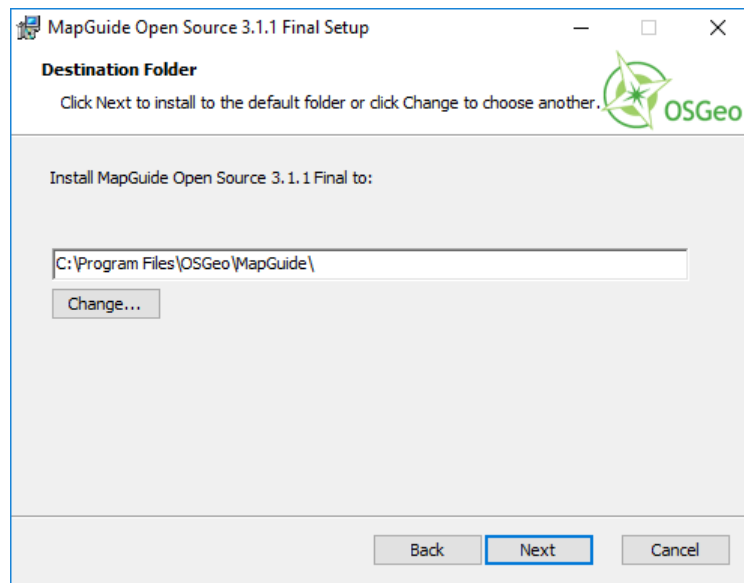 MapGuide Open Source 3.1.1 Final Setup
Destination Folder
Click Next to install to the default folder or click Change to choose another.
OSGeo
Install MapGuide Open Source 3.1.1 Final to:
C:\Program Files\OSGeo\MapGuide\
Change...
Back Next Cancel